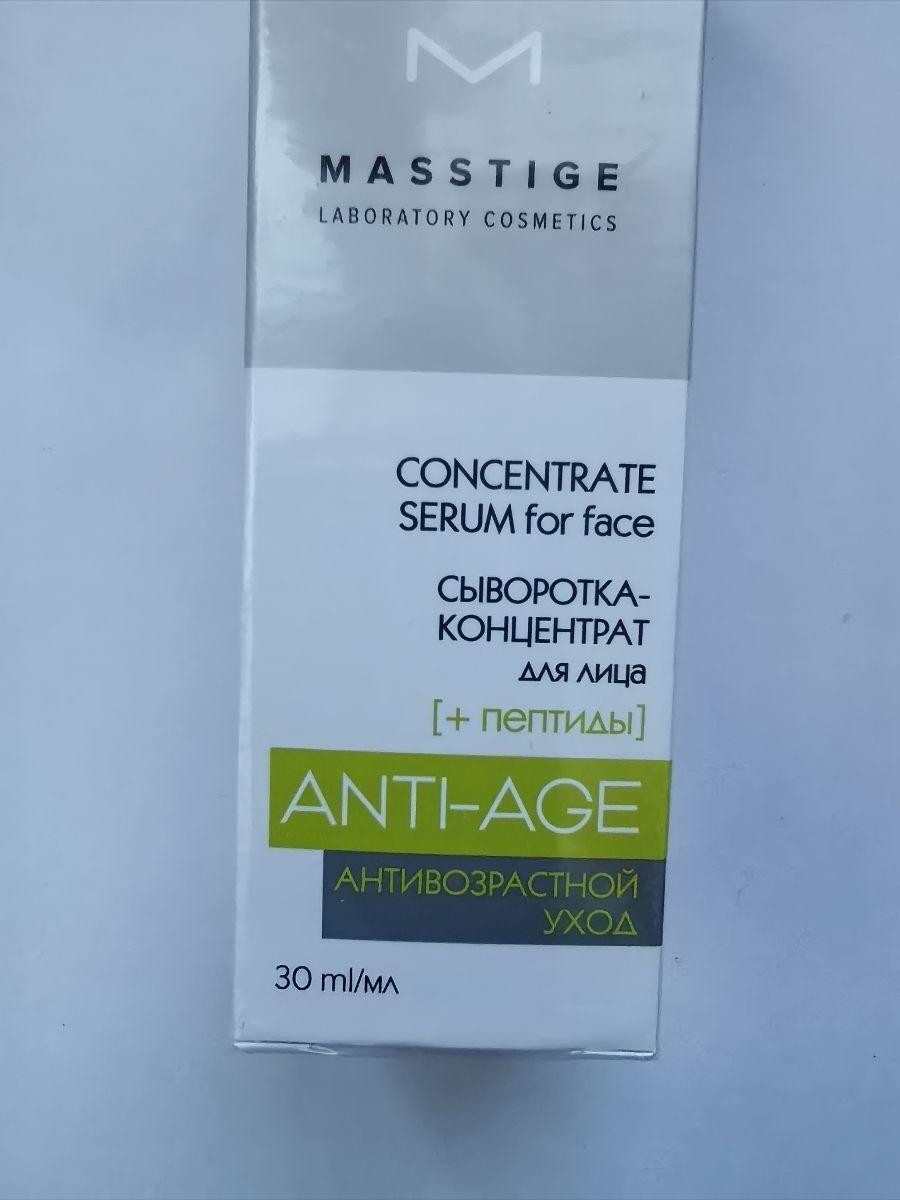 MASSTIGE
LABORATORY COSMETICS
CONCENTRATE
SERUM for face
СЫВОРОТКА-
КОНЦЕНТРАТ
для лица
[+ пептиды]
ANTI-AGE
АНТИВОЗРАСТНОЙ
УХОД
30 ml/мл